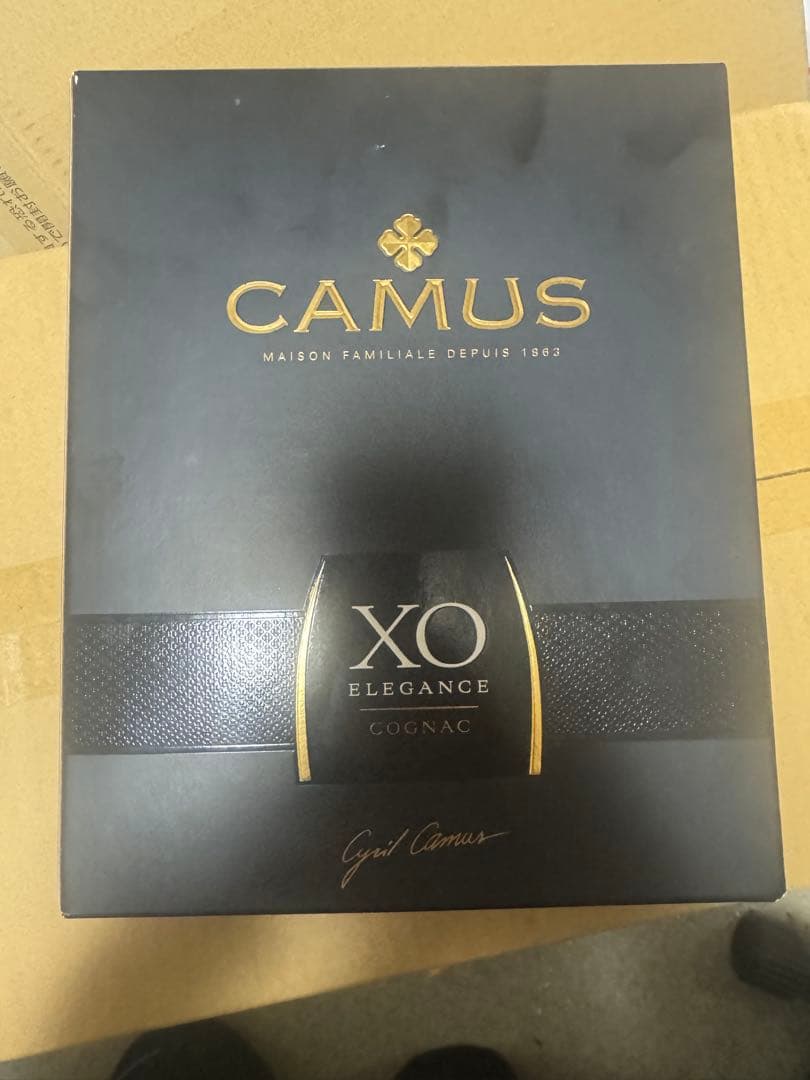 CAMUS
MAISON FAMILIALE DEPUIS 1863
XO
ELEGANCE
COGNAC
Cyril Camus